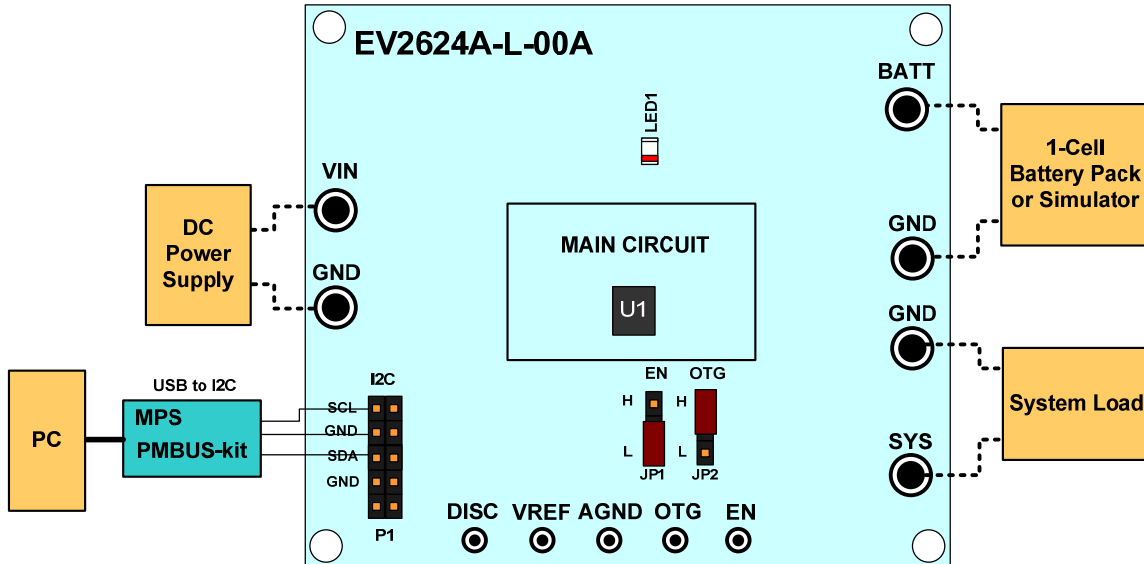 EV2624A-L-00A
LED1
BATT
1-Cell
Battery Pack
or Simulator
VIN
DC
Power
Supply
GND
GND
MAIN CIRCUIT
U1
GND
System Load
SYS
USB to I2C
I2C
PC
MPS
PMBUS-kit
SCL
GND
SDA
GND
P1
EN
OTG
H
H
L
L
JP1
JP2
DISC
VREF
AGND
OTG
EN